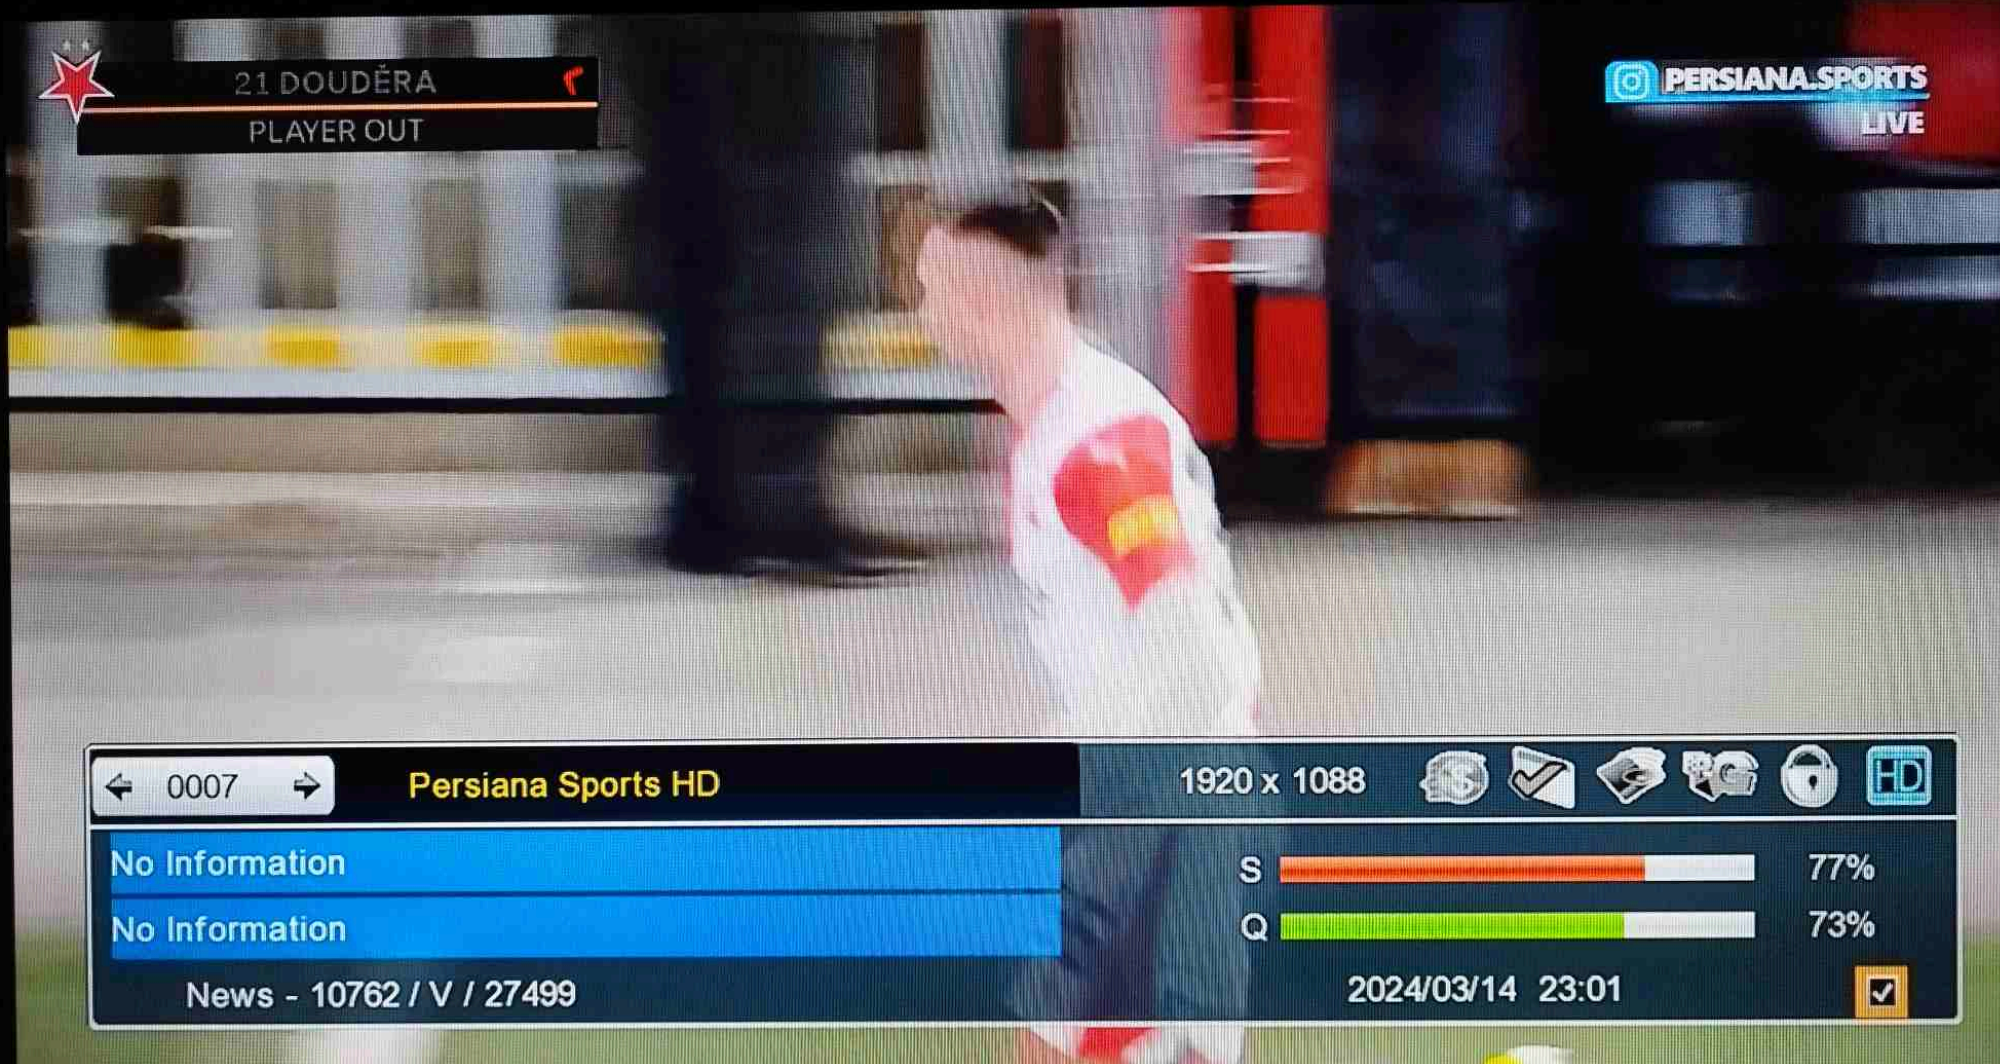 21 DOUDĚRA
PLAYER OUT
PERSIANA.SPORTS
LIVE
0007
Persiana Sports HD
1920 x 1088
HD
No Information
S 77%
No Information
Q 73%
News - 10762 / V / 27499
2024/03/14 23:01